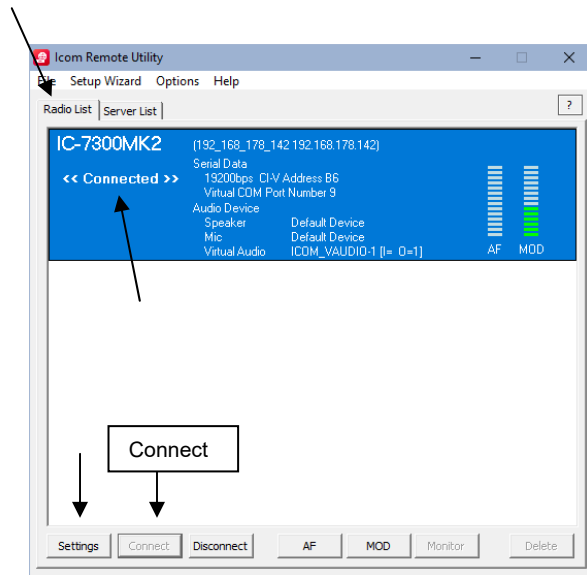 Icom Remote Utility
File Setup Wizard Options Help
Radio List Server List ?
IC-7300MK2 (192_168_178_142 192.168.178.142)
Serial Data
<< Connected >> 19200bps CI-V Address B6
Virtual COM Port Number 9
Audio Device
Speaker Default Device
Mic Default Device
Virtual Audio ICOM_VAUDIO-1 [I= O=1] AF MOD
Connect
Settings Connect Disconnect AF MOD Monitor Delete